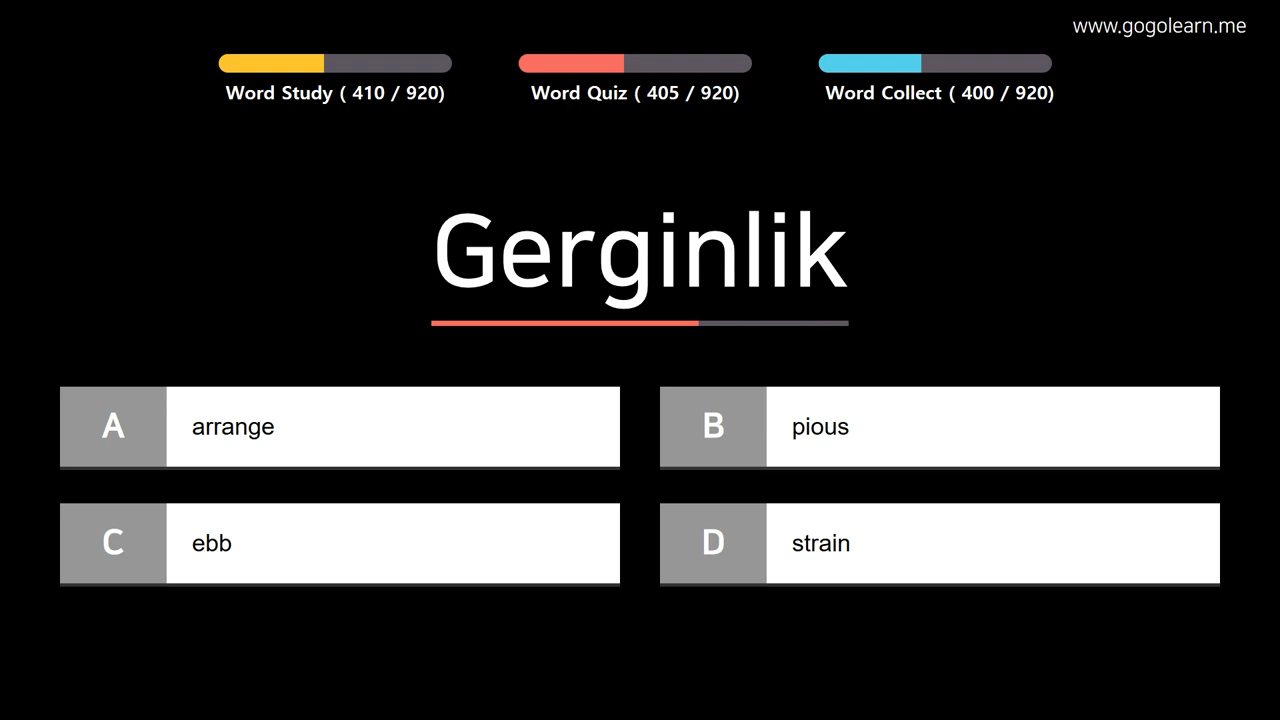 www.gogolearn.me
Word Study ( 410 / 920)
Word Quiz ( 405 / 920)
Word Collect ( 400 / 920)
Gerginlik
A arrange
B pious
C ebb
D strain